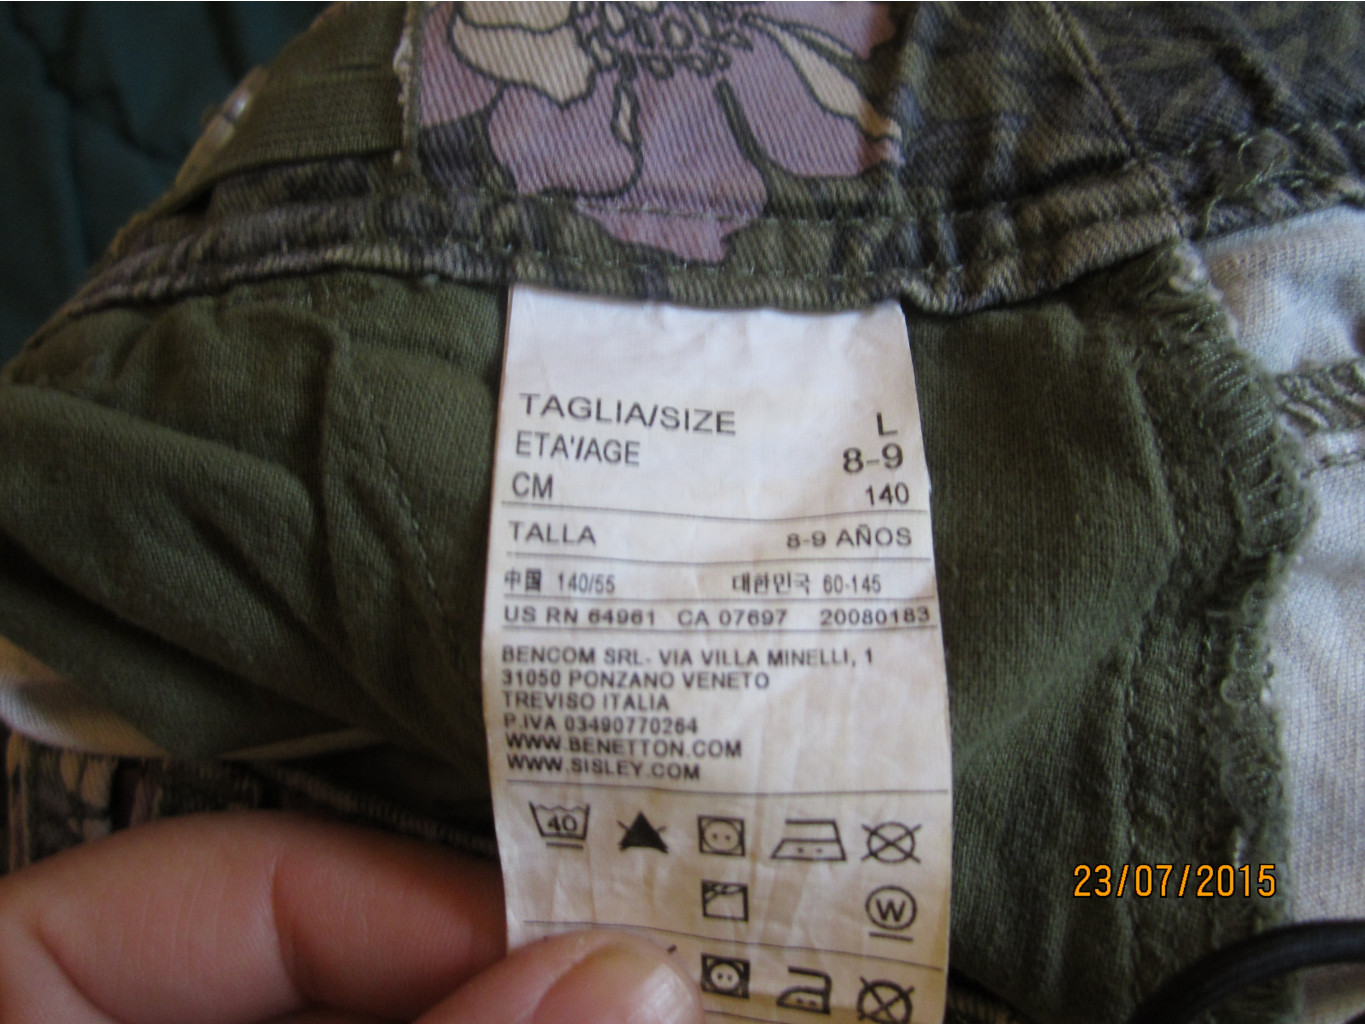 TAGLIA/SIZE L
ETA'/AGE 8-9
CM 140
TALLA 8-9 AÑOS
中国 140/55 대한민국 60-145
US RN 64961 CA 07697 20080183
BENCOM SRL- VIA VILLA MINELLI, 1
31050 PONZANO VENETO
TREVISO ITALIA
P.IVA 03490770264
WWW.BENETTON.COM
WWW.SISLEY.COM
40
W
23/07/2015